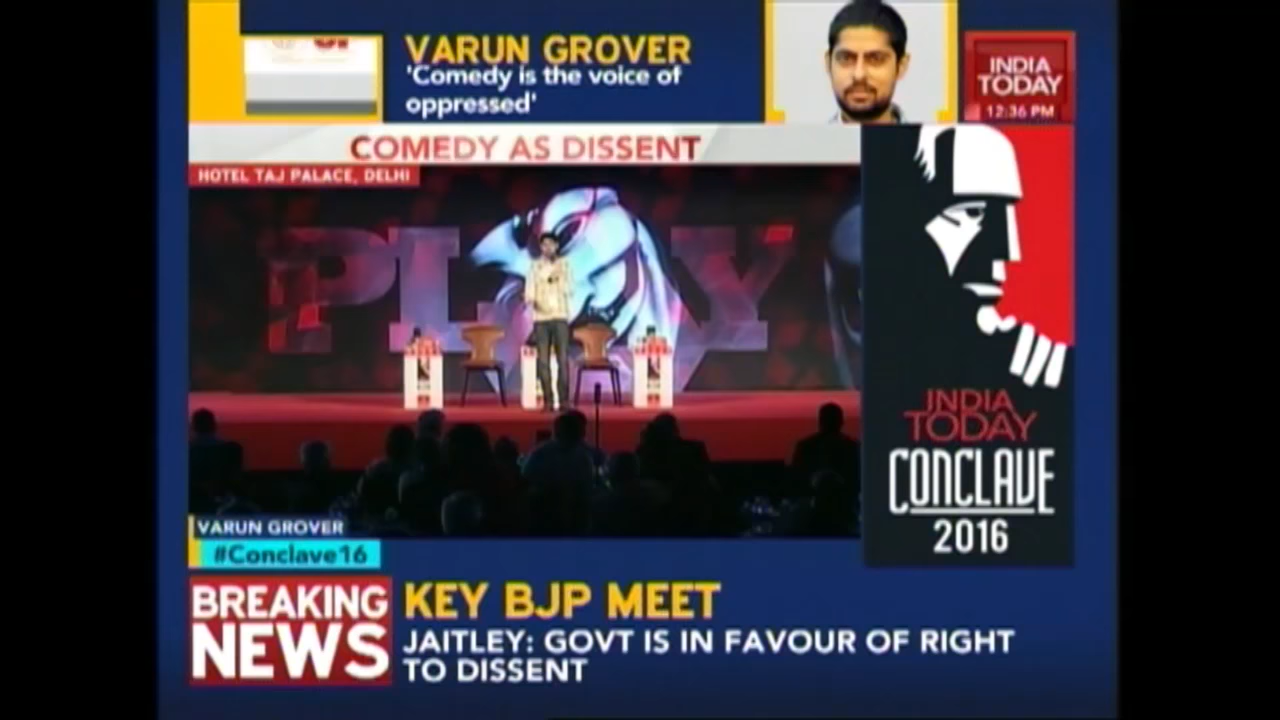 VARUN GROVER
'Comedy is the voice of
oppressed'
INDIA
TODAY
12:36 PM
COMEDY AS DISSENT
HOTEL TAJ PALACE, DELHI
PLAY
INDIA
TODAY
CONCLAVE
2016
VARUN GROVER
#Conclave16
BREAKING
NEWS
KEY BJP MEET
JAITLEY: GOVT IS IN FAVOUR OF RIGHT
TO DISSENT